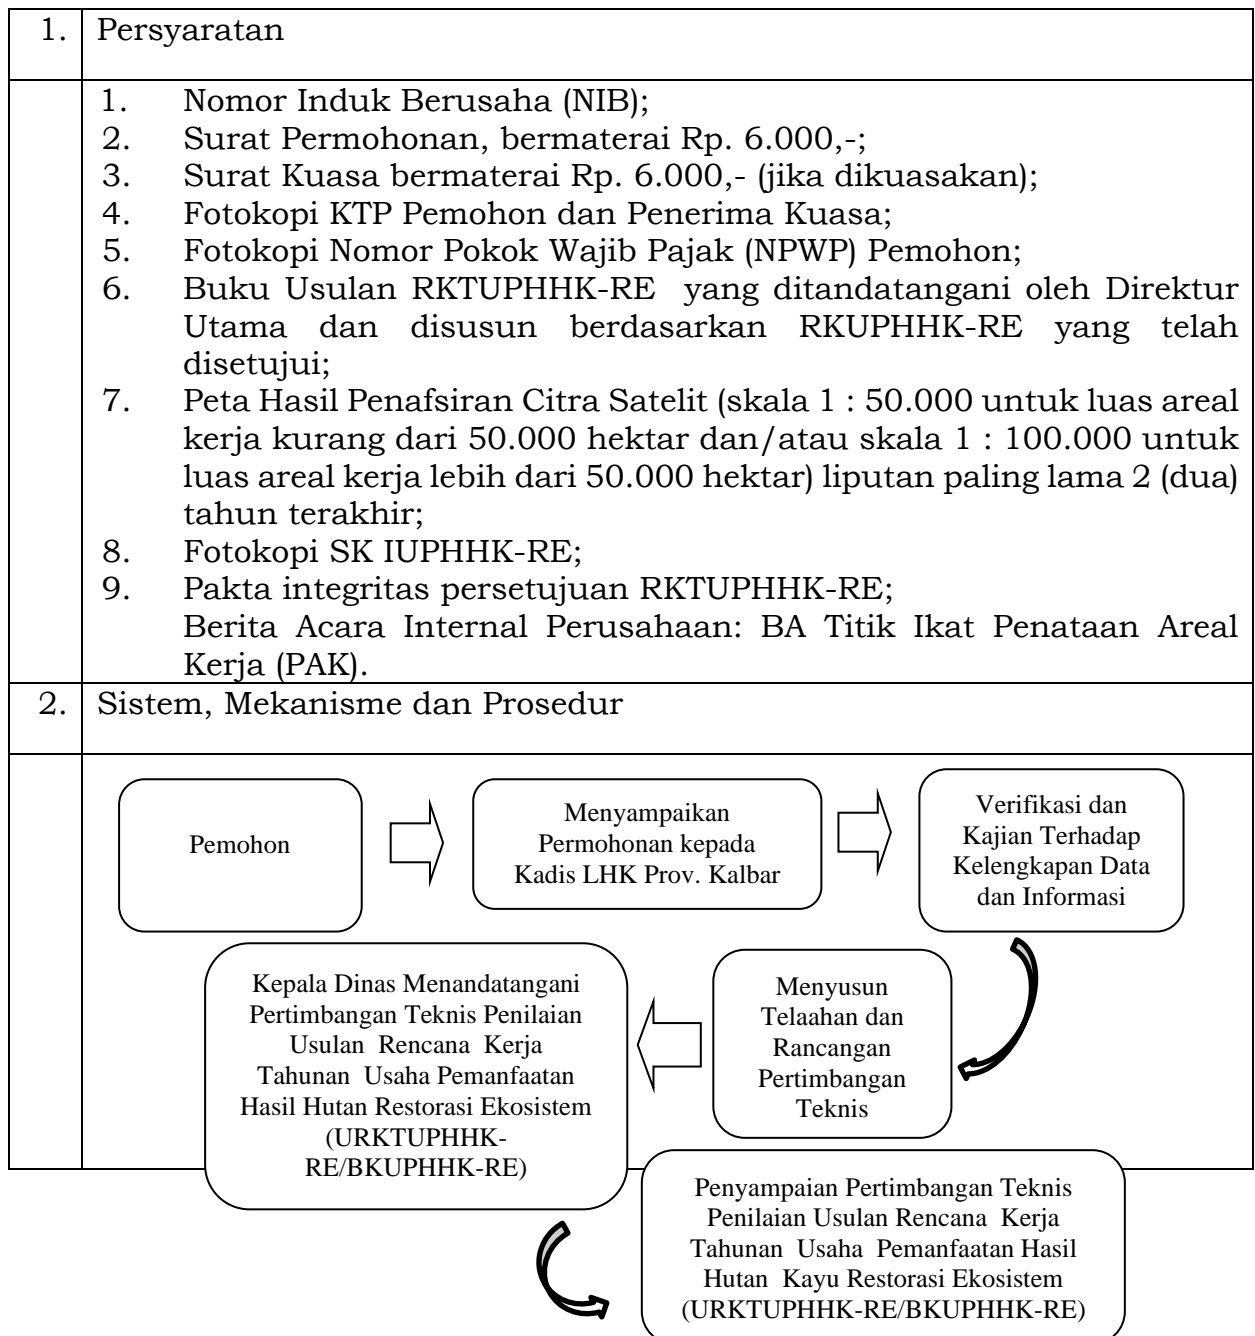 1. Persyaratan
1. Nomor Induk Berusaha (NIB);
2. Surat Permohonan, bermaterai Rp. 6.000,-;
3. Surat Kuasa bermaterai Rp. 6.000,- (jika dikuasakan);
4. Fotokopi KTP Pemohon dan Penerima Kuasa;
5. Fotokopi Nomor Pokok Wajib Pajak (NPWP) Pemohon;
6. Buku Usulan RKTUPHHK-RE yang ditandatangani oleh Direktur
Utama dan disusun berdasarkan RKUPHHK-RE yang telah
disetujui;
7. Peta Hasil Penafsiran Citra Satelit (skala 1 : 50.000 untuk luas areal
kerja kurang dari 50.000 hektar dan/atau skala 1 : 100.000 untuk
luas areal kerja lebih dari 50.000 hektar) liputan paling lama 2 (dua)
tahun terakhir;
8. Fotokopi SK IUPHHK-RE;
9. Pakta integritas persetujuan RKTUPHHK-RE;
Berita Acara Internal Perusahaan: BA Titik Ikat Penataan Areal
Kerja (PAK).
2. Sistem, Mekanisme dan Prosedur
Pemohon
Menyampaikan
Permohonan kepada
Kadis LHK Prov. Kalbar
Verifikasi dan
Kajian Terhadap
Kelengkapan Data
dan Informasi
Menyusun
Telaahan dan
Rancangan
Pertimbangan
Teknis
Kepala Dinas Menandatangani
Pertimbangan Teknis Penilaian
Usulan Rencana Kerja
Tahunan Usaha Pemanfaatan
Hasil Hutan Restorasi Ekosistem
(URKTUPHHK-
RE/BKUPHHK-RE)
Penyampaian Pertimbangan Teknis
Penilaian Usulan Rencana Kerja
Tahunan Usaha Pemanfaatan Hasil
Hutan Kayu Restorasi Ekosistem
(URKTUPHHK-RE/BKUPHHK-RE)